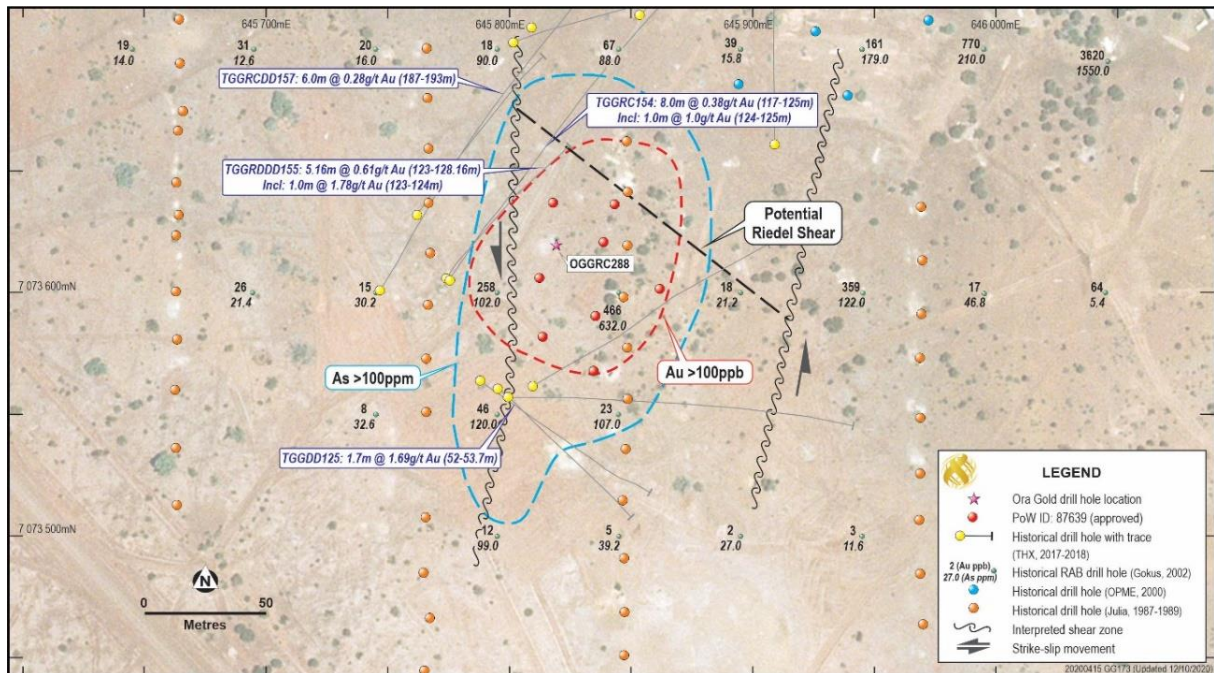 645 700mE
645 800mE
645 900mE
646 000mE
19
14.0
31
12.6
20
16.0
18
90.0
67
88.0
39
15.8
161
179.0
770
210.0
3620
1550.0
TGGRCDD157: 6.0m @ 0.28g/t Au (187-193m)
TGGRC154: 8.0m @ 0.38g/t Au (117-125m)
Incl: 1.0m @ 1.0g/t Au (124-125m)
TGGRDDD155: 5.16m @ 0.61g/t Au (123-128.16m)
Incl: 1.0m @ 1.78g/t Au (123-124m)
Potential
Riedel Shear
OGGRC288
7 073 600mN
26
21.4
15
30.2
258
102.0
466
632.0
18
21.2
359
122.0
17
46.8
64
5.4
As >100ppm
Au >100ppb
8
32.6
46
120.0
23
107.0
TGGDD125: 1.7m @ 1.69g/t Au (52-53.7m)
7 073 500mN
12
99.0
5
39.2
2
27.0
3
11.6
N
0
50
Metres
LEGEND
Ora Gold drill hole location
PoW ID: 87639 (approved)
Historical drill hole with trace
(THX, 2017-2018)
2 (Au ppb)
27.0 (As ppm)
Historical RAB drill hole (Gokus, 2002)
Historical drill hole (OPME, 2000)
Historical drill hole (Julia, 1987-1989)
Interpreted shear zone
Strike-slip movement
20200415 GG173 (Updated 12/10/2020)